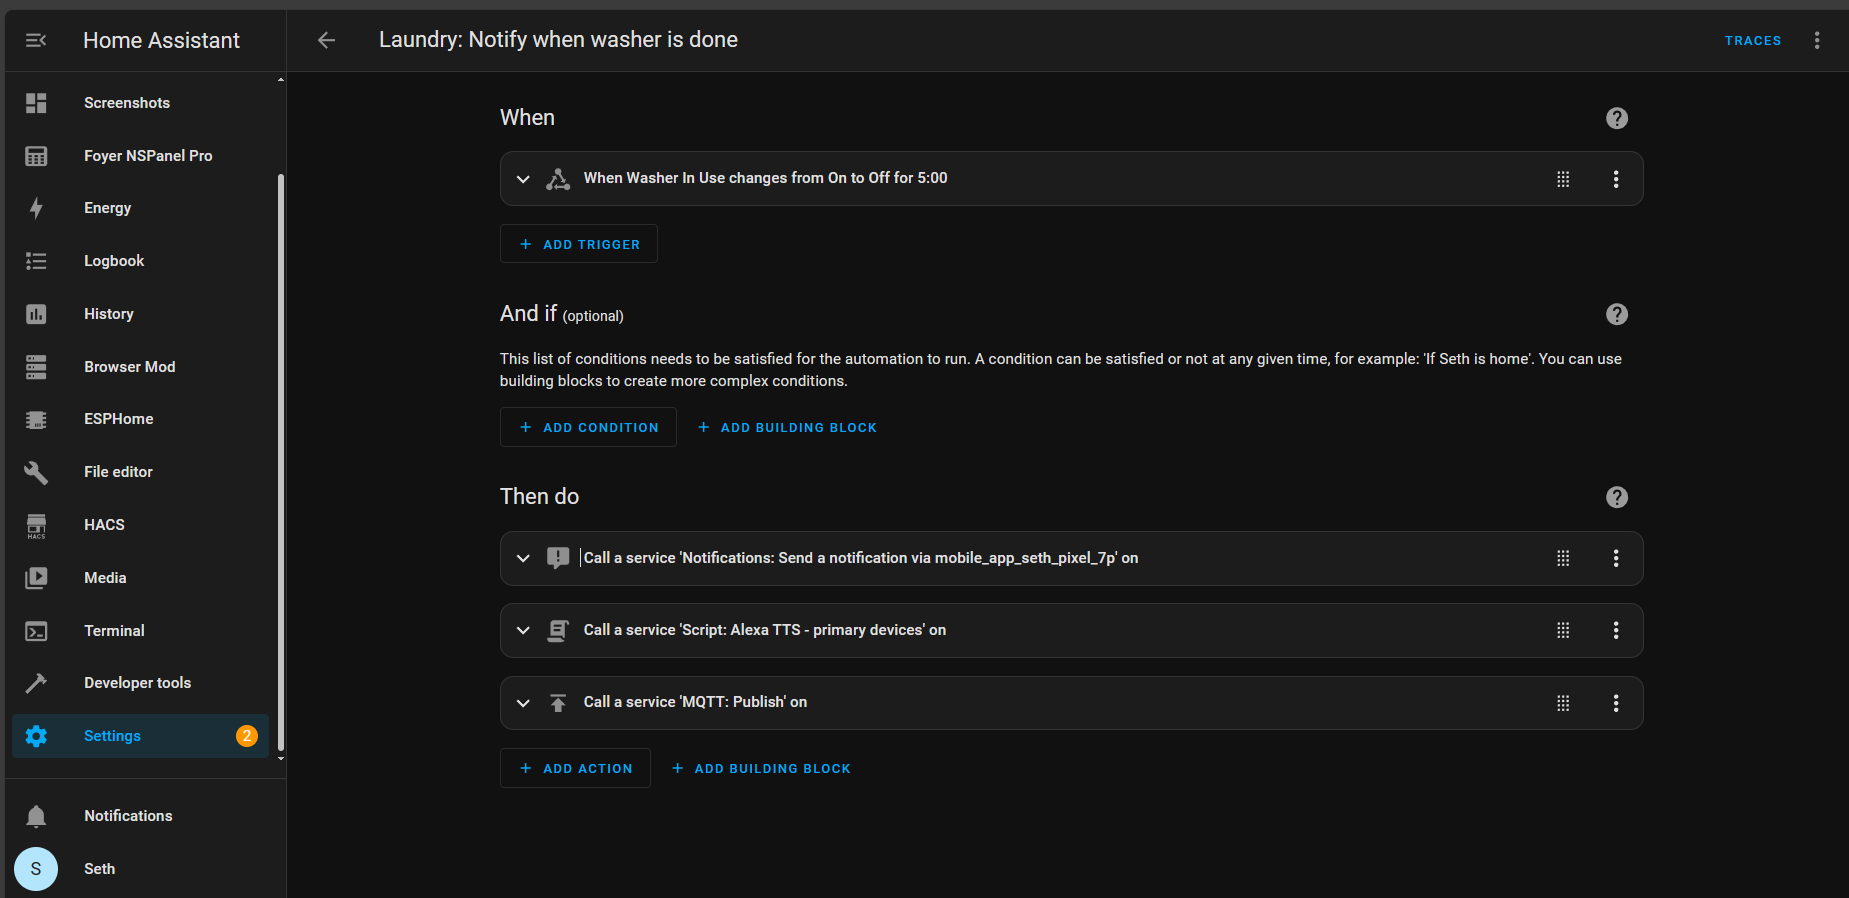 Home Assistant
Laundry: Notify when washer is done
TRACES
Screenshots
Foyer NSPanel Pro
Energy
Logbook
History
Browser Mod
ESPHome
File editor
HACS
HACS
Media
Terminal
Developer tools
Settings
2
Notifications
S
Seth
When
When Washer In Use changes from On to Off for 5:00
+ ADD TRIGGER
And if (optional)
This list of conditions needs to be satisfied for the automation to run. A condition can be satisfied or not at any given time, for example: 'If Seth is home'. You can use
building blocks to create more complex conditions.
+ ADD CONDITION + ADD BUILDING BLOCK
Then do
Call a service 'Notifications: Send a notification via mobile_app_seth_pixel_7p' on
Call a service 'Script: Alexa TTS - primary devices' on
Call a service 'MQTT: Publish' on
+ ADD ACTION + ADD BUILDING BLOCK